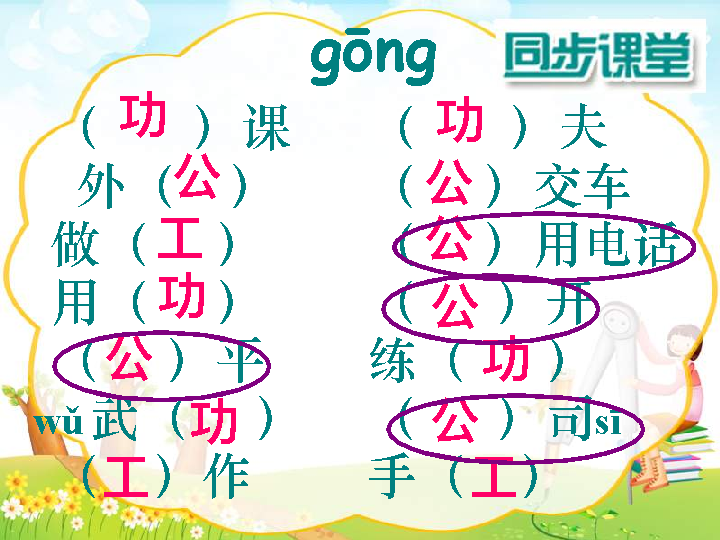 gōng
同步课堂
（功）课 （功）夫
外（公） （公）交车
做（工） （公）用电话
用（功） （公）开
（公）平 练（功）
wǔ 武（功） （公）司sī
（工）作 手（工）